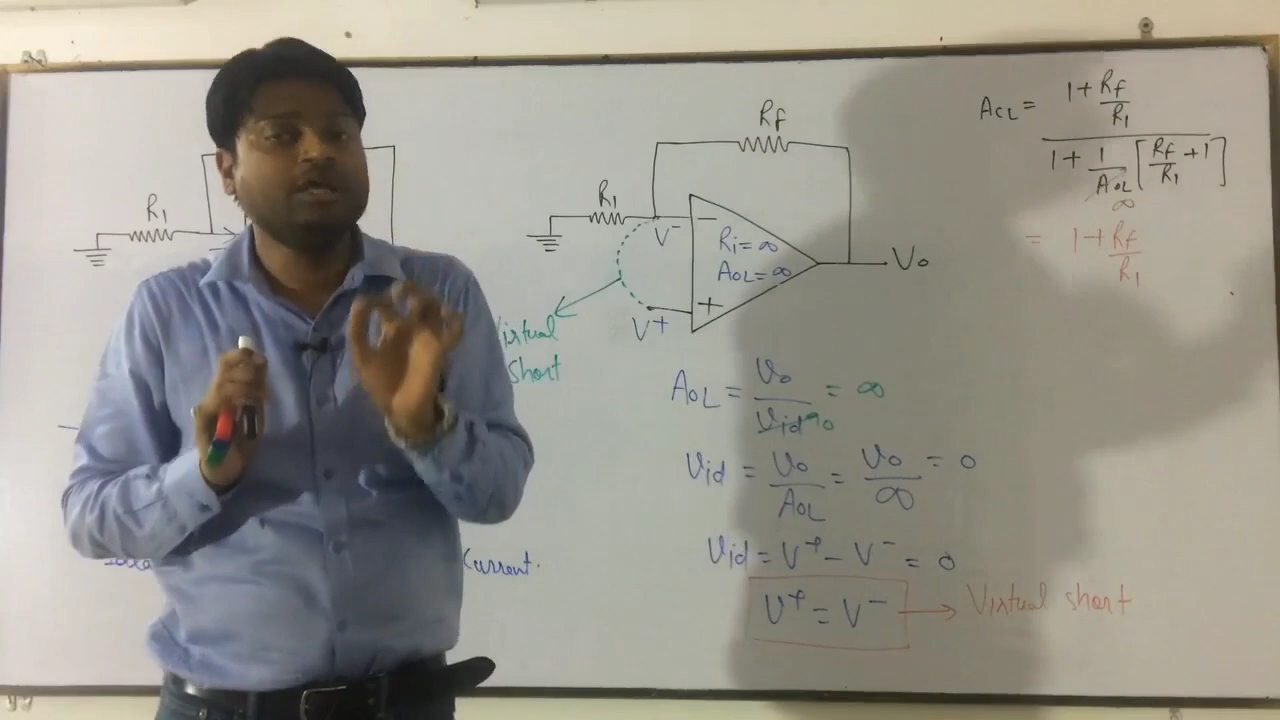 R1
Rf
R1
V-
Ri = ∞
AOL = ∞
+
V+
Vo
Virtual
Short
ACL = 1 + Rf/R1
1 + 1/AOL [Rf/R1 + 1]
∞
= 1 + Rf/R1
AOL = Vo/Vid = ∞
Vid = Vo/AOL = Vo/∞ = 0
Vid = V+ - V- = 0
V+ = V- → Virtual short
Current.